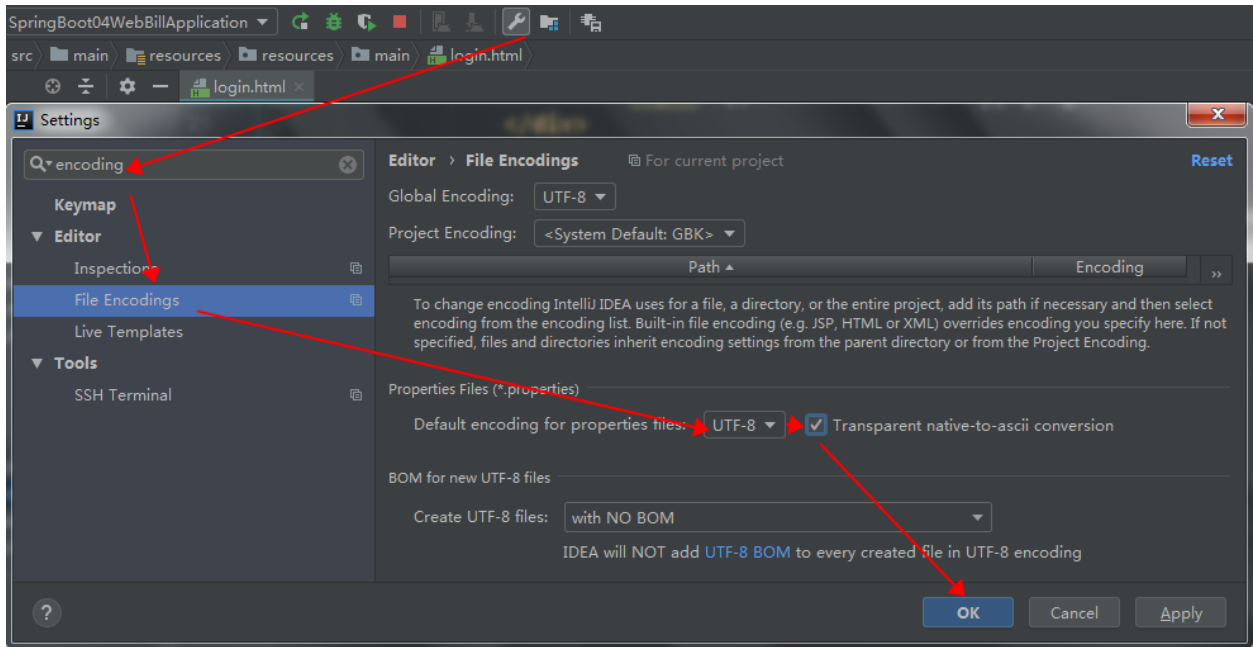 SpringBoot04WebBillApplication
src main resources resources main login.html
login.html
Settings
encoding
Keymap
Editor
Inspections
File Encodings
Live Templates
Tools
SSH Terminal
Editor › File Encodings For current project Reset
Global Encoding: UTF-8
Project Encoding: <System Default: GBK>
Path Encoding
To change encoding IntelliJ IDEA uses for a file, a directory, or the entire project, add its path if necessary and then select
encoding from the encoding list. Built-in file encoding (e.g. JSP, HTML or XML) overrides encoding you specify here. If not
specified, files and directories inherit encoding settings from the parent directory or from the Project Encoding.
Properties Files (*.properties)
Default encoding for properties files: UTF-8 Transparent native-to-ascii conversion
BOM for new UTF-8 files
Create UTF-8 files: with NO BOM
IDEA will NOT add UTF-8 BOM to every created file in UTF-8 encoding
? OK Cancel Apply